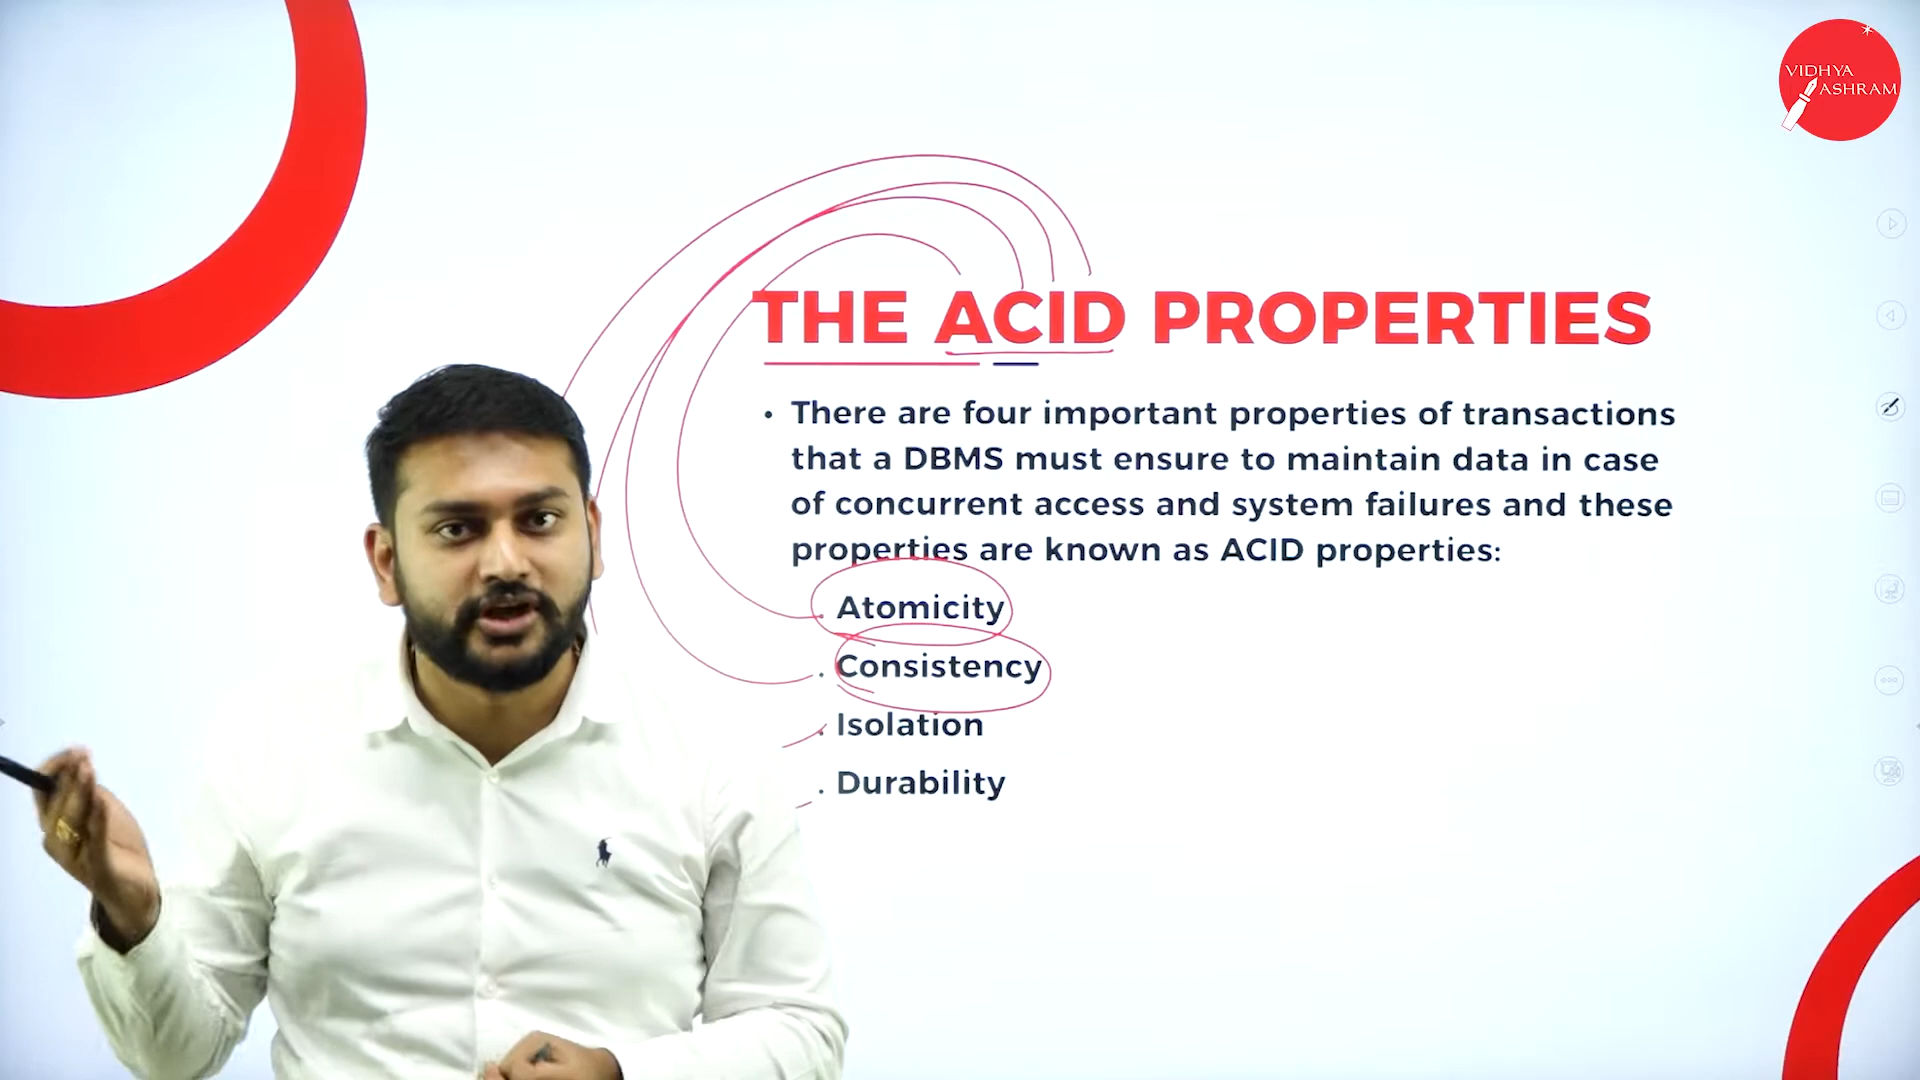 VIDHYA
ASHRAM
THE ACID PROPERTIES
• There are four important properties of transactions
that a DBMS must ensure to maintain data in case
of concurrent access and system failures and these
properties are known as ACID properties:
. Atomicity
. Consistency
. Isolation
. Durability